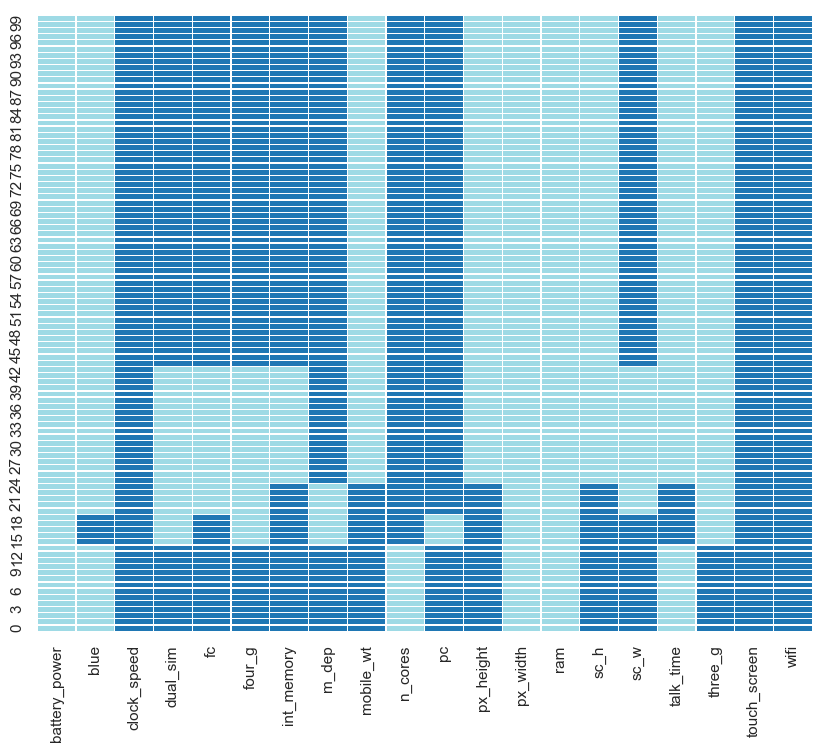 99
96
93
90
87
84
81
78
75
72
69
66
63
60
57
54
51
48
45
42
39
36
33
30
27
24
21
18
15
12
9
6
3
0
battery_power
blue
clock_speed
dual_sim
fc
four_g
int_memory
m_dep
mobile_wt
n_cores
pc
px_height
px_width
ram
sc_h
sc_w
talk_time
three_g
touch_screen
wifi